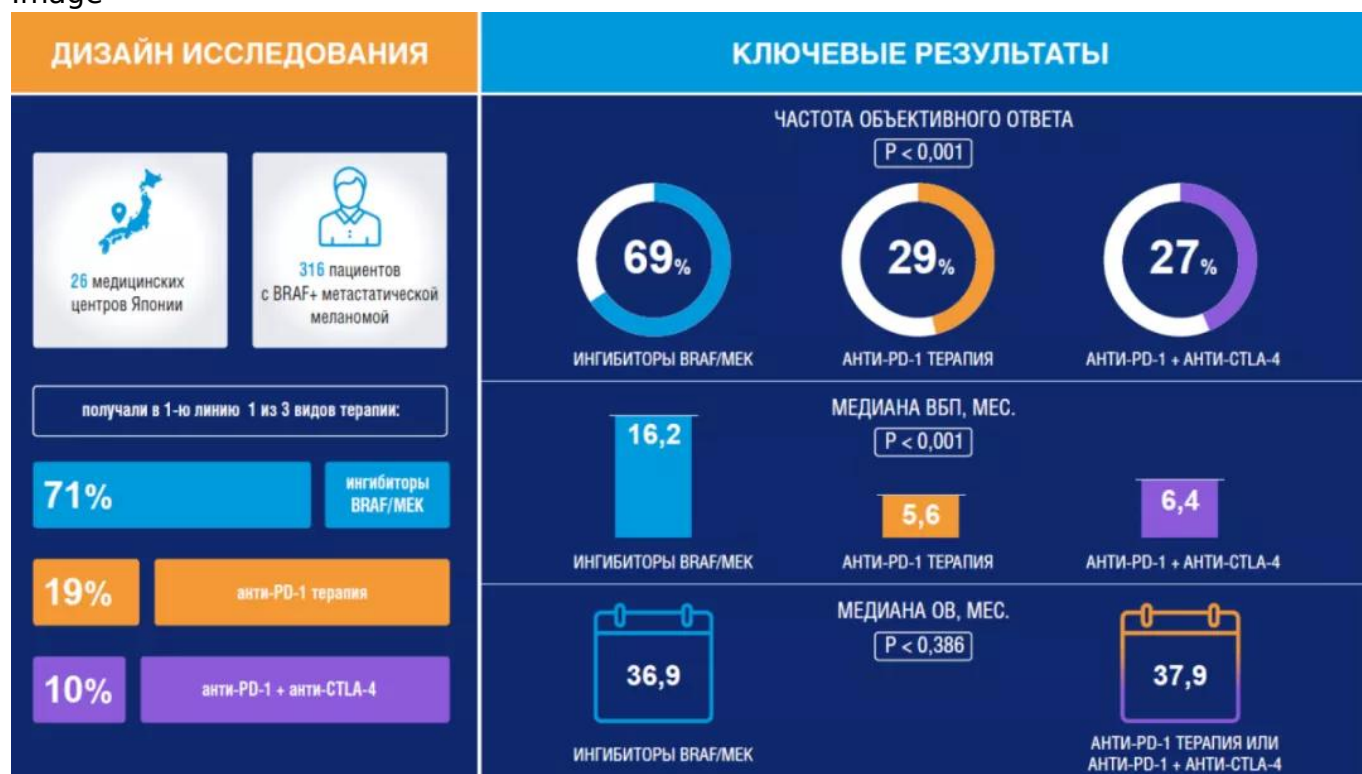 Image
ДИЗАЙН ИССЛЕДОВАНИЯ
26 медицинских
центров Японии
316 пациентов
с BRAF+ метастатической
меланомой
получали в 1-ю линию 1 из 3 видов терапии:
71%
ингибиторы
BRAF/MEK
19%
анти-PD-1 терапия
10%
анти-PD-1 + анти-CTLA-4
КЛЮЧЕВЫЕ РЕЗУЛЬТАТЫ
ЧАСТОТА ОБЪЕКТИВНОГО ОТВЕТА
P < 0,001
69%
29%
27%
ИНГИБИТОРЫ BRAF/MEK
АНТИ-PD-1 ТЕРАПИЯ
АНТИ-PD-1 + АНТИ-CTLA-4
МЕДИАНА ВБП, МЕС.
P < 0,001
16,2
5,6
6,4
ИНГИБИТОРЫ BRAF/MEK
АНТИ-PD-1 ТЕРАПИЯ
АНТИ-PD-1 + АНТИ-CTLA-4
МЕДИАНА ОВ, МЕС.
P < 0,386
36,9
37,9
ИНГИБИТОРЫ BRAF/MEK
АНТИ-PD-1 ТЕРАПИЯ ИЛИ
АНТИ-PD-1 + АНТИ-CTLA-4